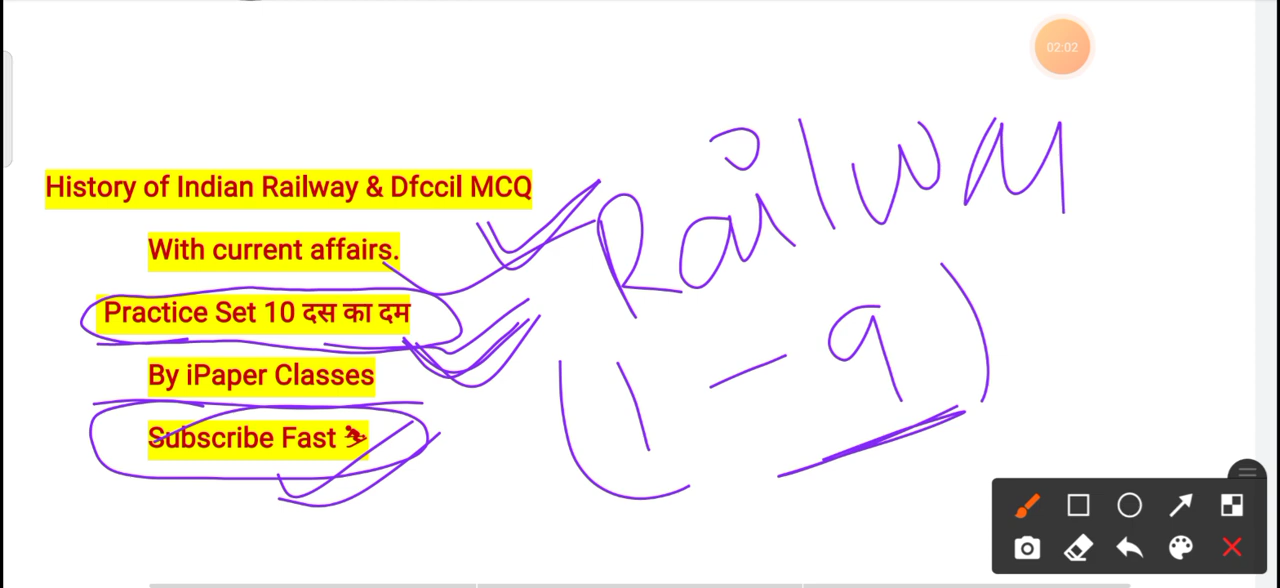 02:02
History of Indian Railway & Dfccil MCQ
With current affairs.
Practice Set 10 दस का दम
By iPaper Classes
Subscribe Fast ⛷
Railway
(1 - 9)